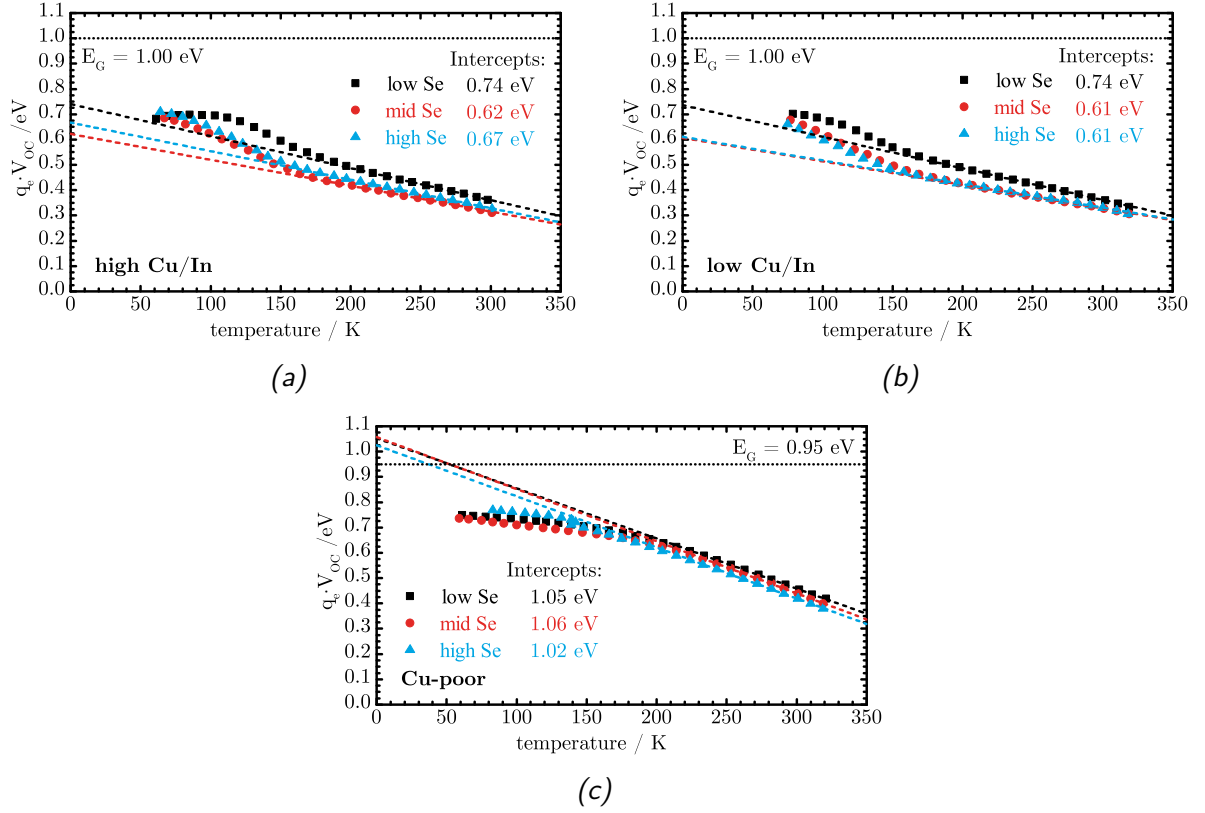 1.1
1.0
0.9
0.8
0.7
0.6
0.5
0.4
0.3
0.2
0.1
0.0
q_e·V_OC /eV
E_G = 1.00 eV
Intercepts:
low Se 0.74 eV
mid Se 0.62 eV
high Se 0.67 eV
high Cu/In
0 50 100 150 200 250 300 350
temperature / K
(a)
1.1
1.0
0.9
0.8
0.7
0.6
0.5
0.4
0.3
0.2
0.1
0.0
q_e·V_OC /eV
E_G = 1.00 eV
Intercepts:
low Se 0.74 eV
mid Se 0.61 eV
high Se 0.61 eV
low Cu/In
0 50 100 150 200 250 300 350
temperature / K
(b)
1.1
1.0
0.9
0.8
0.7
0.6
0.5
0.4
0.3
0.2
0.1
0.0
q_e·V_OC /eV
E_G = 0.95 eV
Intercepts:
low Se 1.05 eV
mid Se 1.06 eV
high Se 1.02 eV
Cu-poor
0 50 100 150 200 250 300 350
temperature / K
(c)